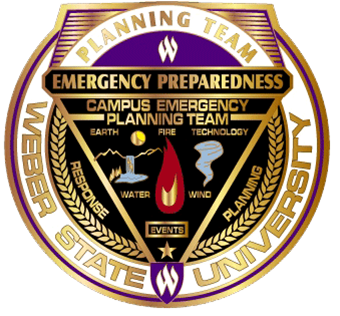 PLANNING TEAM
W
EMERGENCY PREPAREDNESS
CAMPUS EMERGENCY
PLANNING TEAM
EARTH FIRE TECHNOLOGY
WATER WIND
RESPONSE
PLANNING
EVENTS
WEBER STATE UNIVERSITY
W